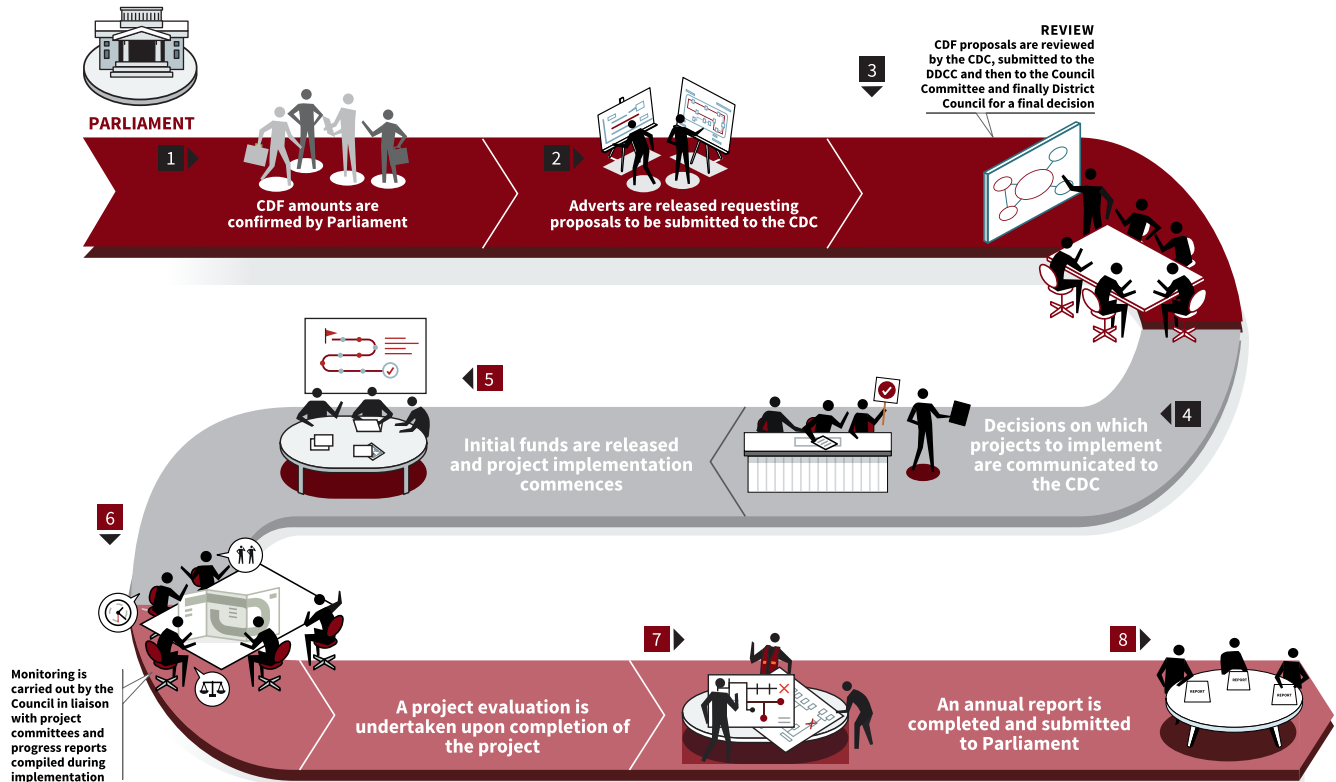 PARLIAMENT
1
CDF amounts are
confirmed by Parliament
2
Adverts are released requesting
proposals to be submitted to the CDC
3
REVIEW
CDF proposals are reviewed
by the CDC, submitted to the
DDCC and then to the Council
Committee and finally District
Council for a final decision
4
Decisions on which
projects to implement
are communicated to
the CDC
5
Initial funds are released
and project implementation
commences
6
Monitoring is
carried out by the
Council in liaison
with project
committees and
progress reports
compiled during
implementation
7
A project evaluation is
undertaken upon completion of
the project
8
An annual report is
completed and submitted
to Parliament
REPORT
REPORT
REPORT